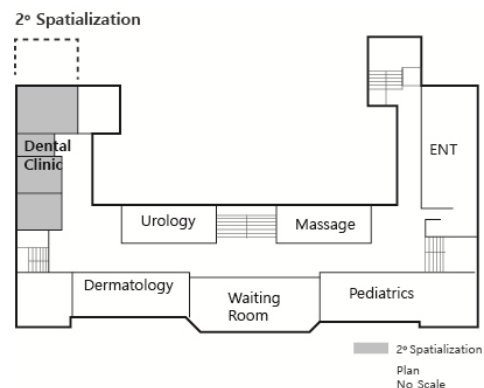 2º Spatialization
Dental
Clinic
ENT
Urology
Massage
Dermatology
Waiting
Room
Pediatrics
2º Spatialization
Plan
No Scale